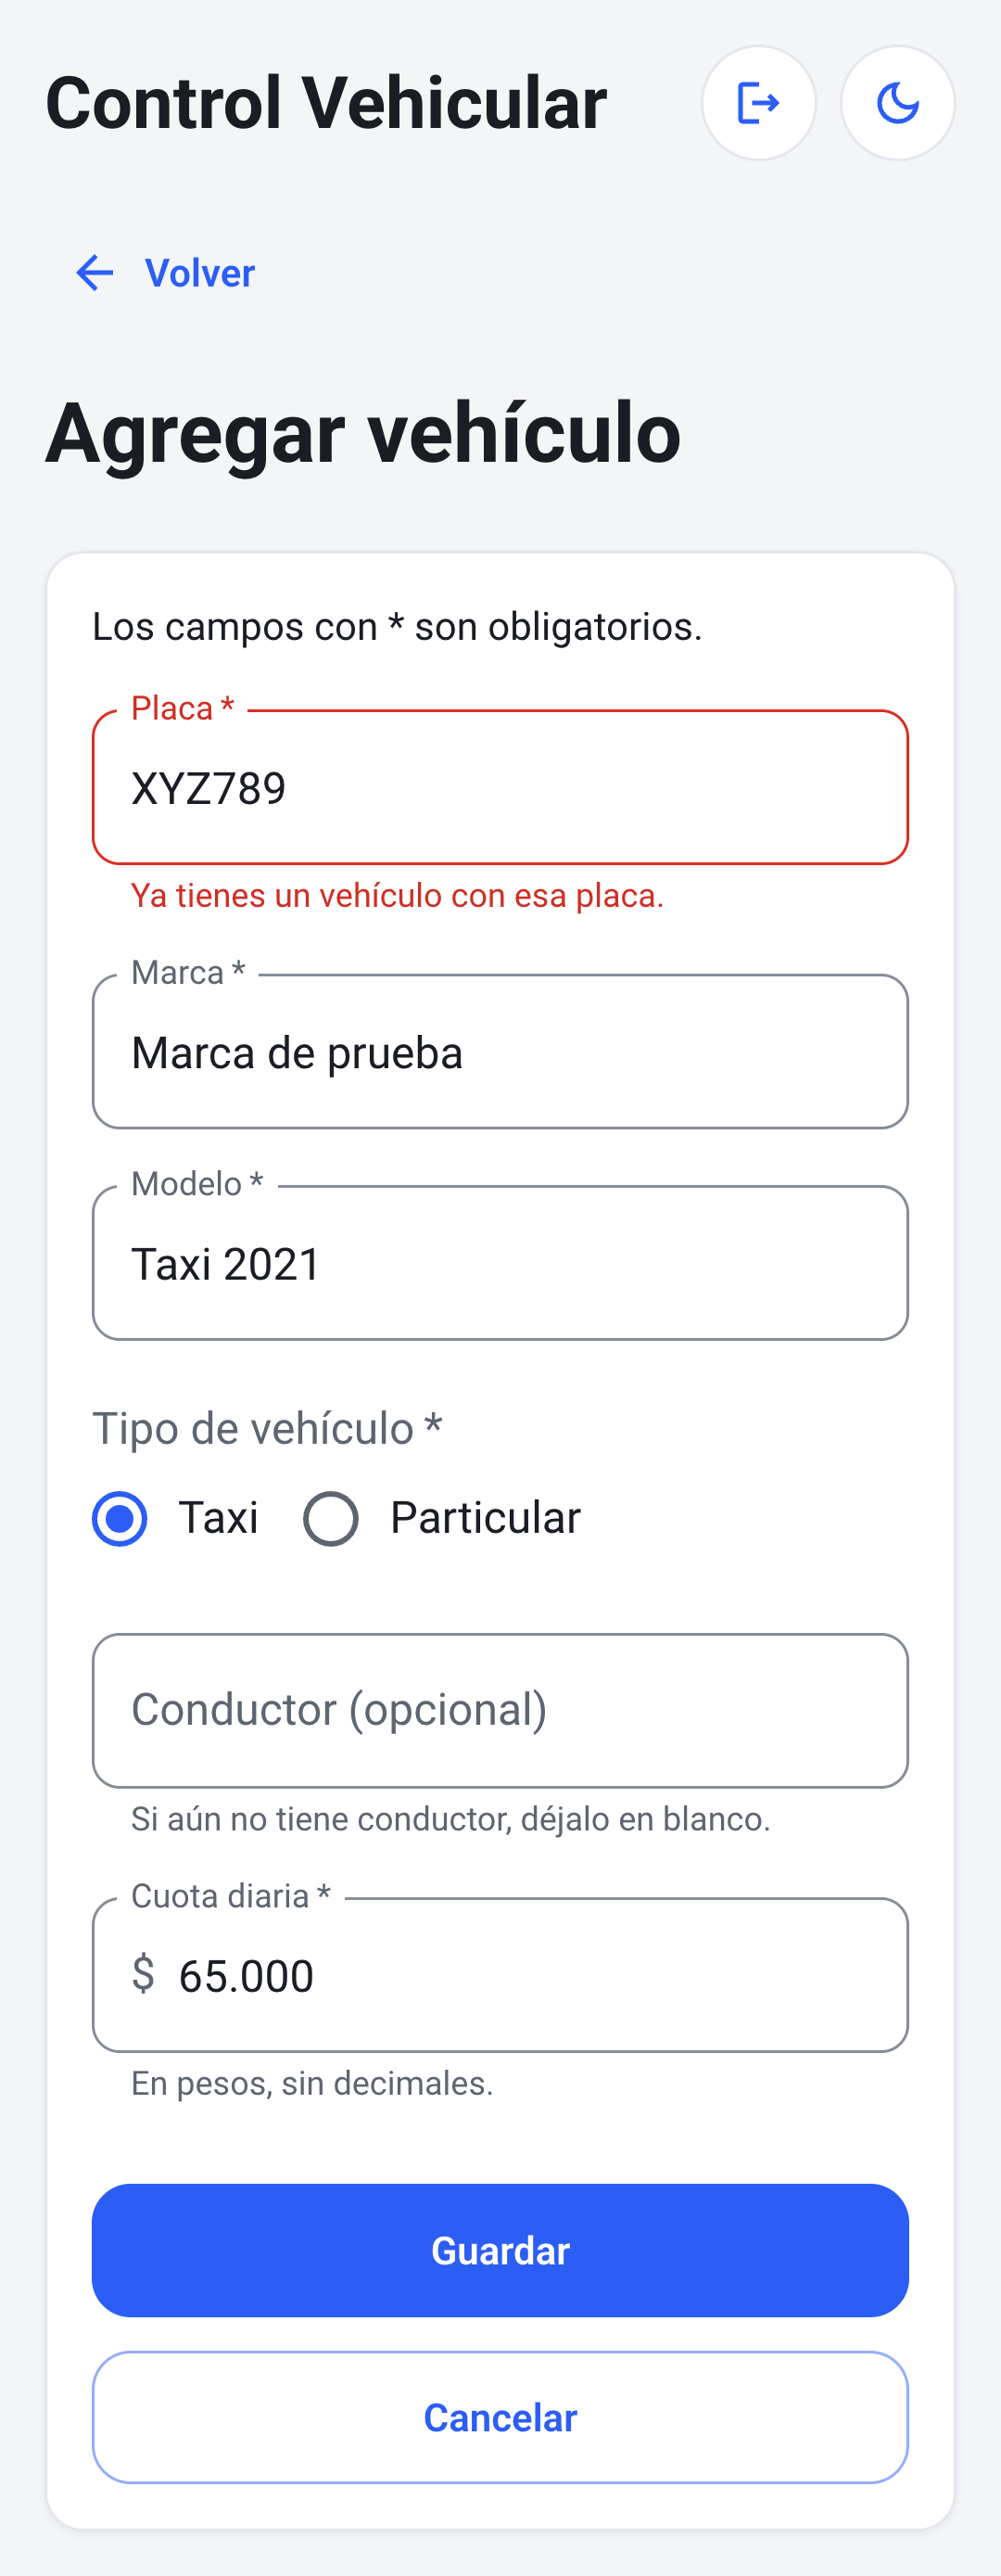 Control Vehicular
Volver
Agregar vehículo
Los campos con * son obligatorios.
Placa *
XYZ789
Ya tienes un vehículo con esa placa.
Marca *
Marca de prueba
Modelo *
Taxi 2021
Tipo de vehículo *
Taxi Particular
Conductor (opcional)
Si aún no tiene conductor, déjalo en blanco.
Cuota diaria *
$ 65.000
En pesos, sin decimales.
Guardar
Cancelar